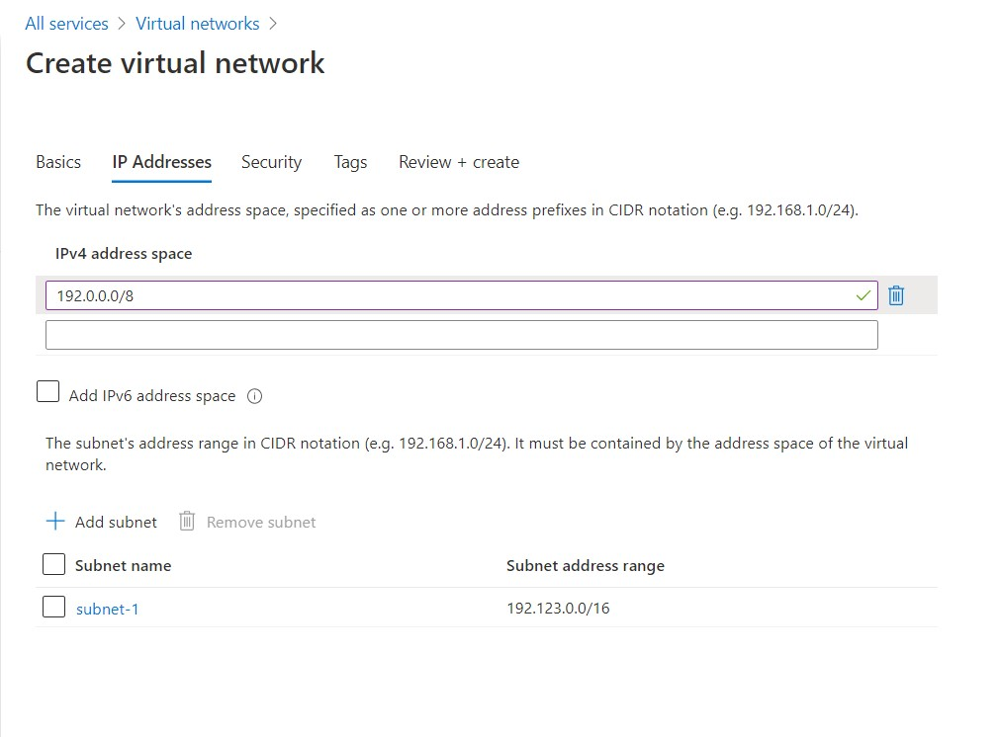 All services > Virtual networks >
Create virtual network
Basics IP Addresses Security Tags Review + create
The virtual network's address space, specified as one or more address prefixes in CIDR notation (e.g. 192.168.1.0/24).
IPv4 address space
192.0.0.0/8
Add IPv6 address space
The subnet's address range in CIDR notation (e.g. 192.168.1.0/24). It must be contained by the address space of the virtual
network.
Add subnet Remove subnet
Subnet name Subnet address range
subnet-1 192.123.0.0/16